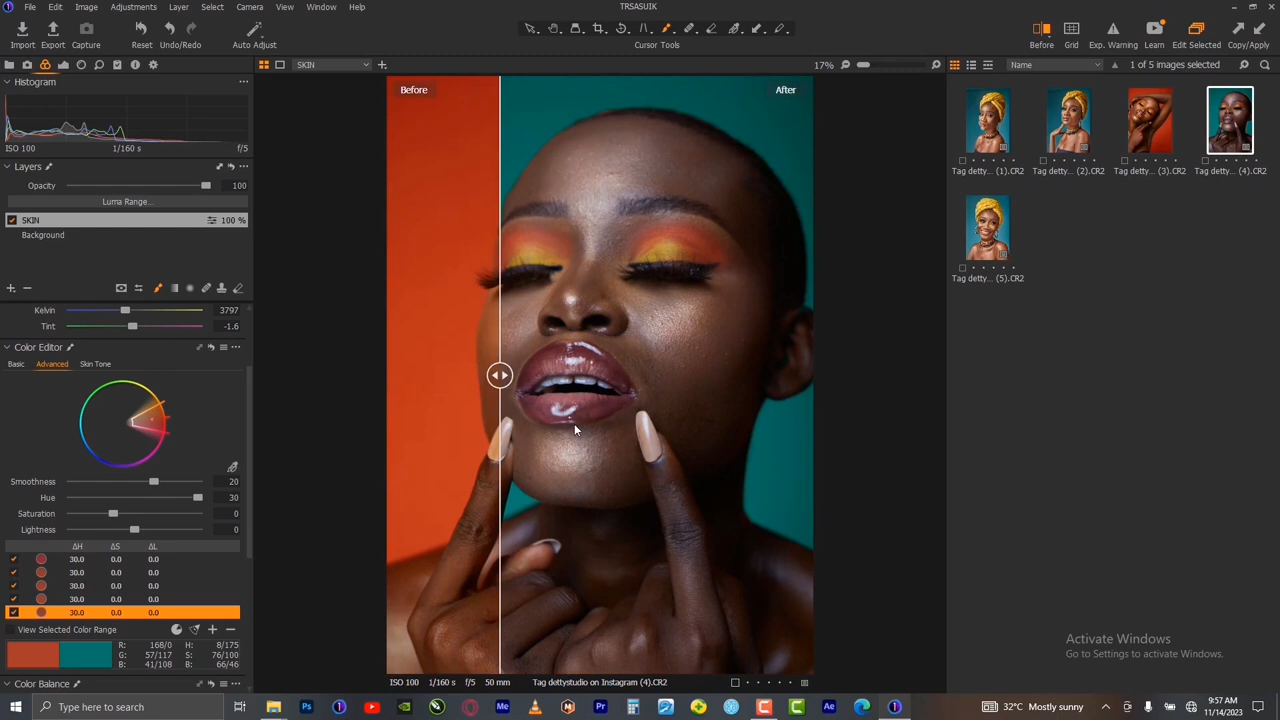 File Edit Image Adjustments Layer Select Camera View Window Help
TRSASUIK
Import Export Capture Reset Undo/Redo Auto Adjust
Cursor Tools
Before Grid Exp. Warning Learn Edit Selected Copy/Apply
SKIN
17%
Name
1 of 5 images selected
Histogram
ISO 100 1/160 s f/5
Layers
Opacity 100
Luma Range...
SKIN 100 %
Background
Kelvin 3797
Tint -1.6
Color Editor
Basic Advanced Skin Tone
Smoothness 20
Hue 30
Saturation 0
Lightness 0
ΔH ΔS ΔL
30.0 0.0 0.0
30.0 0.0 0.0
30.0 0.0 0.0
30.0 0.0 0.0
30.0 0.0 0.0
View Selected Color Range
R: 168/0 H: 8/175
G: 57/117 S: 76/100
B: 41/108 B: 66/46
Color Balance
Before
After
ISO 100 1/160 s f/5 50 mm Tag dettystudio on Instagram (4).CR2
Tag detty... (1).CR2 Tag detty... (2).CR2 Tag detty... (3).CR2 Tag detty... (4).CR2
Tag detty... (5).CR2
Activate Windows
Go to Settings to activate Windows.
Type here to search
32°C Mostly sunny
9:57 AM
11/14/2023